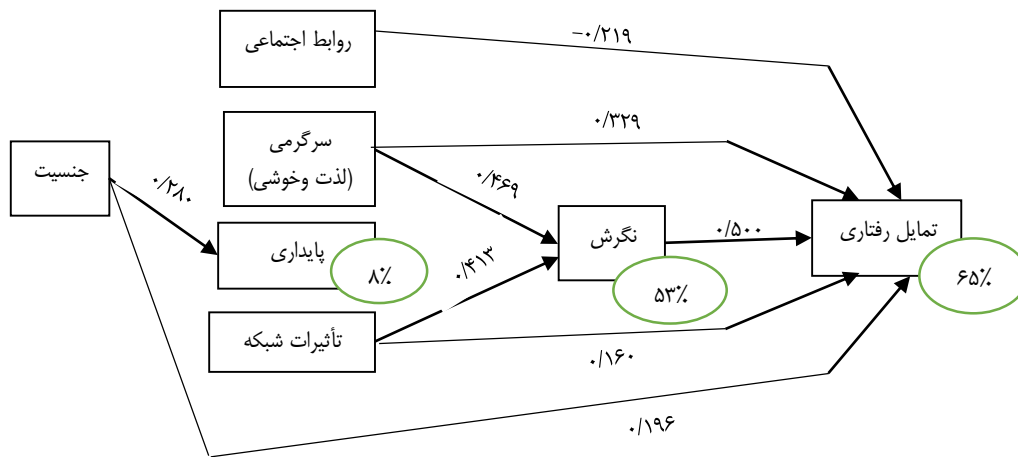 روابط اجتماعی
-۰/۲۱۹
سرگرمی
(لذت وخوشی)
۰/۳۲۹
جنسیت
۰/۲۸۰
۰/۴۶۹
نگرش
۰/۵۰۰
تمایل رفتاری
پایداری
۸٪
۰/۴۱۳
۵۳٪
۶۵٪
تأثیرات شبکه
۰/۱۶۰
۰/۱۹۶